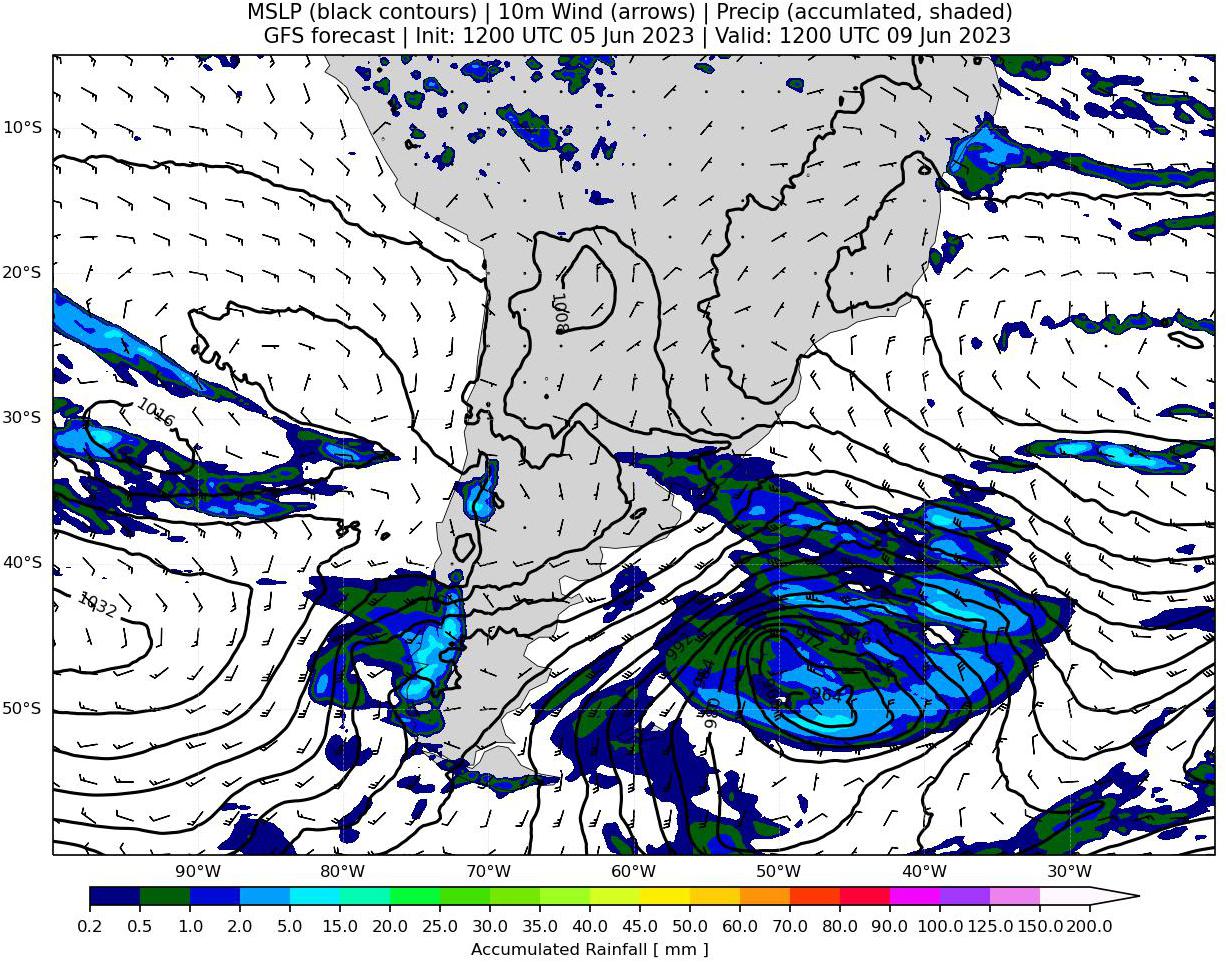 MSLP (black contours) | 10m Wind (arrows) | Precip (accumlated, shaded)
GFS forecast | Init: 1200 UTC 05 Jun 2023 | Valid: 1200 UTC 09 Jun 2023
10°S
20°S
1008
30°S
1016
40°S
1032
976
992
984
964
50°S
980
90°W 80°W 70°W 60°W 50°W 40°W 30°W
0.2 0.5 1.0 2.0 5.0 10.0 15.0 20.0 25.0 30.0 35.0 40.0 45.0 50.0 60.0 70.0 80.0 90.0 100.0 125.0 150.0 200.0
Accumulated Rainfall [ mm ]